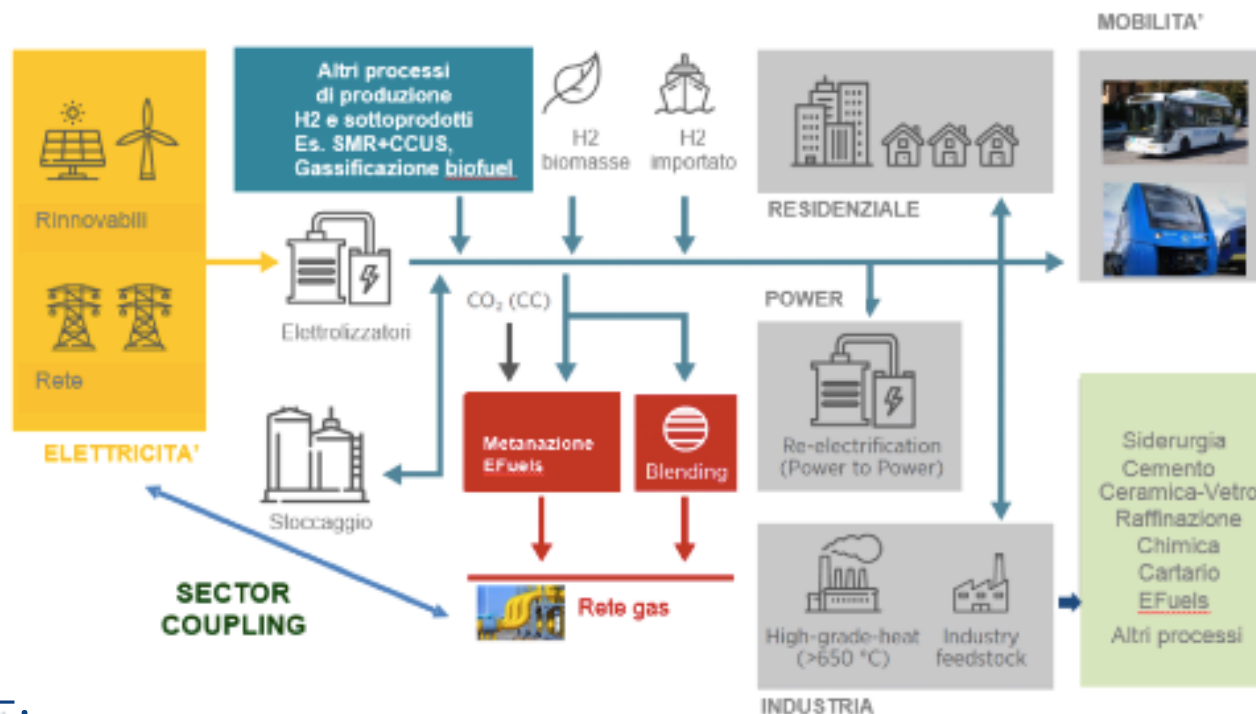 MOBILITA'
Altri processi
di produzione
H2 e sottoprodotti
Es. SMR+CCUS,
Gassificazione biofuel
H2
biomasse
H2
importato
Rinnovabili
RESIDENZIALE
Elettrolizzatori
CO₂ (CC)
POWER
Rete
ELETTRICITA'
Metanazione
EFuels
Blending
Re-electrification
(Power to Power)
Stoccaggio
Siderurgia
Cemento
Ceramica-Vetro
Raffinazione
Chimica
Cartario
EFuels
Altri processi
SECTOR
COUPLING
Rete gas
High-grade-heat
(>650 °C)
Industry
feedstock
INDUSTRIA